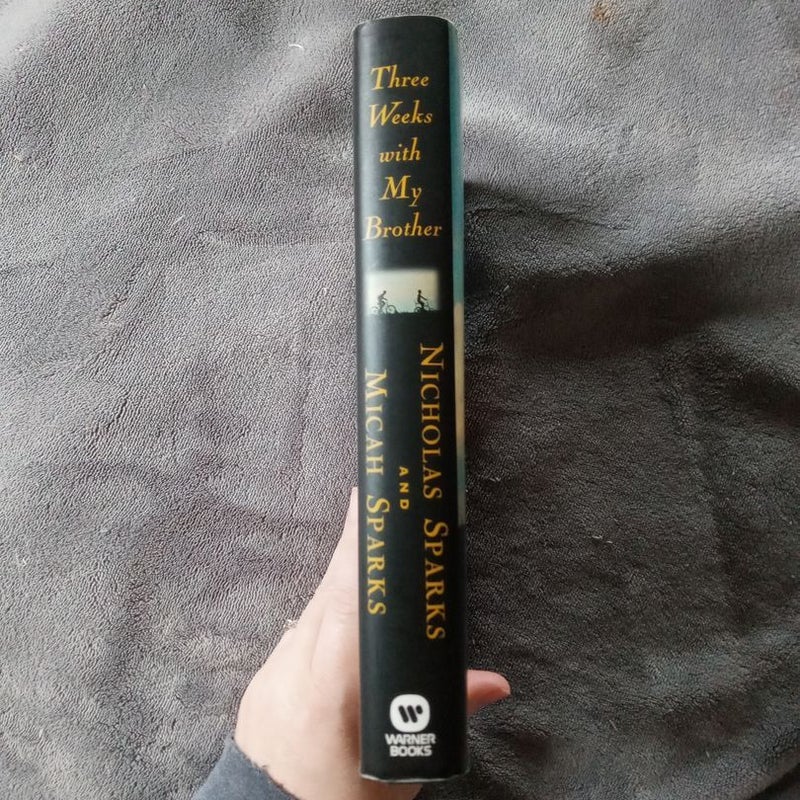 Three
Weeks
with
My
Brother
NICHOLAS SPARKS
AND
MICAH SPARKS
WARNER
BOOKS